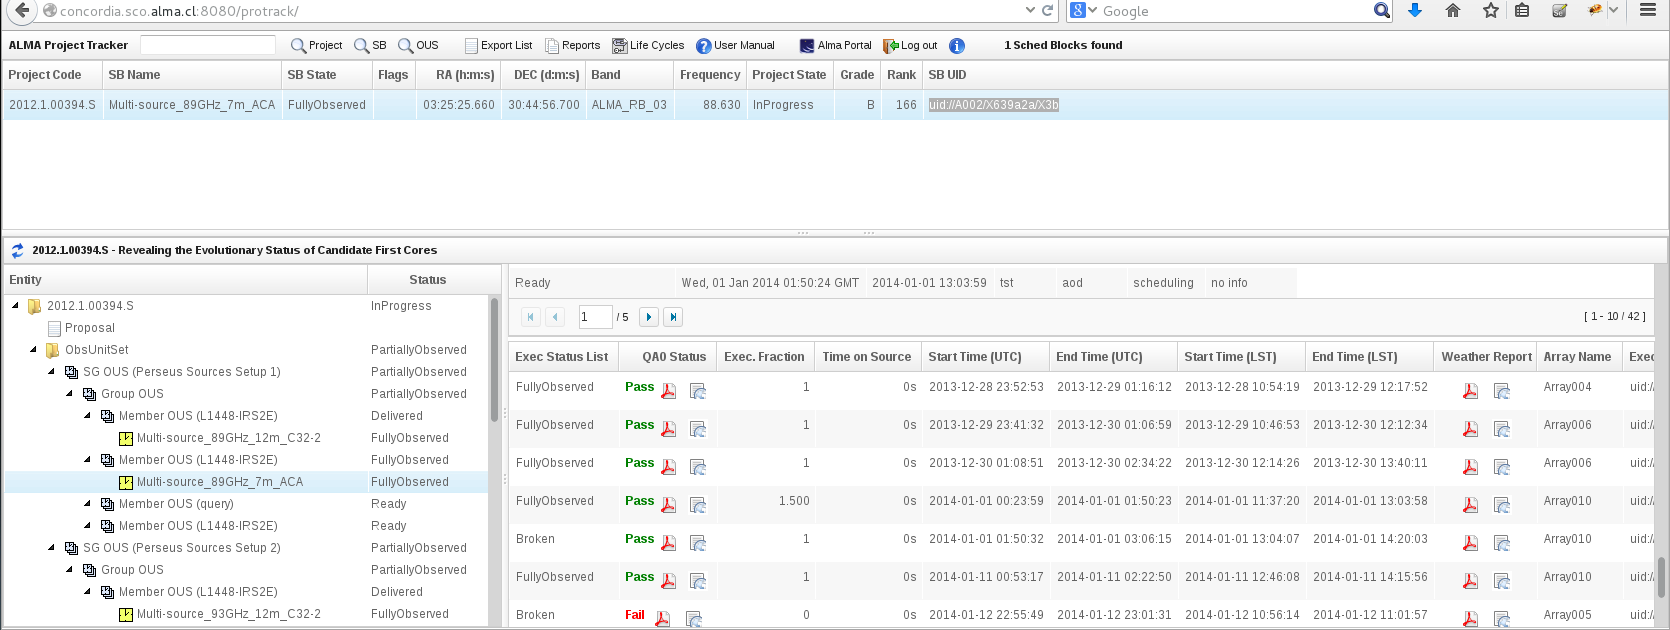 concordia.sco.alma.cl:8080/protrack/ Google
ALMA Project Tracker Project SB OUS Export List Reports Life Cycles User Manual Alma Portal Log out 1 Sched Blocks found
Project Code SB Name SB State Flags RA (h:m:s) DEC (d:m:s) Band Frequency Project State Grade Rank SB UID
2012.1.00394.S Multi-source_89GHz_7m_ACA FullyObserved 03:25:25.660 30:44:56.700 ALMA_RB_03 88.630 InProgress B 166 uid://A002/X639a2a/X3b
2012.1.00394.S - Revealing the Evolutionary Status of Candidate First Cores
Entity Status
2012.1.00394.S InProgress
Proposal
ObsUnitSet PartiallyObserved
SG OUS (Perseus Sources Setup 1) PartiallyObserved
Group OUS PartiallyObserved
Member OUS (L1448-IRS2E) Delivered
Multi-source_89GHz_12m_C32-2 FullyObserved
Member OUS (L1448-IRS2E) FullyObserved
Multi-source_89GHz_7m_ACA FullyObserved
Member OUS (query) Ready
Member OUS (L1448-IRS2E) Ready
SG OUS (Perseus Sources Setup 2) PartiallyObserved
Group OUS PartiallyObserved
Member OUS (L1448-IRS2E) Delivered
Multi-source_93GHz_12m_C32-2 FullyObserved
Ready Wed, 01 Jan 2014 01:50:24 GMT 2014-01-01 13:03:59 tst aod scheduling no info
1 / 5 [ 1 - 10 / 42 ]
Exec Status List QA0 Status Exec. Fraction Time on Source Start Time (UTC) End Time (UTC) Start Time (LST) End Time (LST) Weather Report Array Name Exec
FullyObserved Pass 1 0s 2013-12-28 23:52:53 2013-12-29 01:16:12 2013-12-28 10:54:19 2013-12-29 12:17:52 Array004 uid:/
FullyObserved Pass 1 0s 2013-12-29 23:41:32 2013-12-30 01:06:59 2013-12-29 10:46:53 2013-12-30 12:12:34 Array006 uid:/
FullyObserved Pass 1 0s 2013-12-30 01:08:51 2013-12-30 02:34:22 2013-12-30 12:14:26 2013-12-30 13:40:11 Array006 uid:/
FullyObserved Pass 1.500 0s 2014-01-01 00:23:59 2014-01-01 01:50:23 2014-01-01 11:37:20 2014-01-01 13:03:58 Array010 uid:/
Broken Pass 1 0s 2014-01-01 01:50:32 2014-01-01 03:06:15 2014-01-01 13:04:07 2014-01-01 14:20:03 Array010 uid:/
FullyObserved Pass 1 0s 2014-01-11 00:53:17 2014-01-11 02:22:50 2014-01-11 12:46:08 2014-01-11 14:15:56 Array010 uid:/
Broken Fail 0 0s 2014-01-12 22:55:49 2014-01-12 23:01:31 2014-01-12 10:56:14 2014-01-12 11:01:57 Array005 uid:/